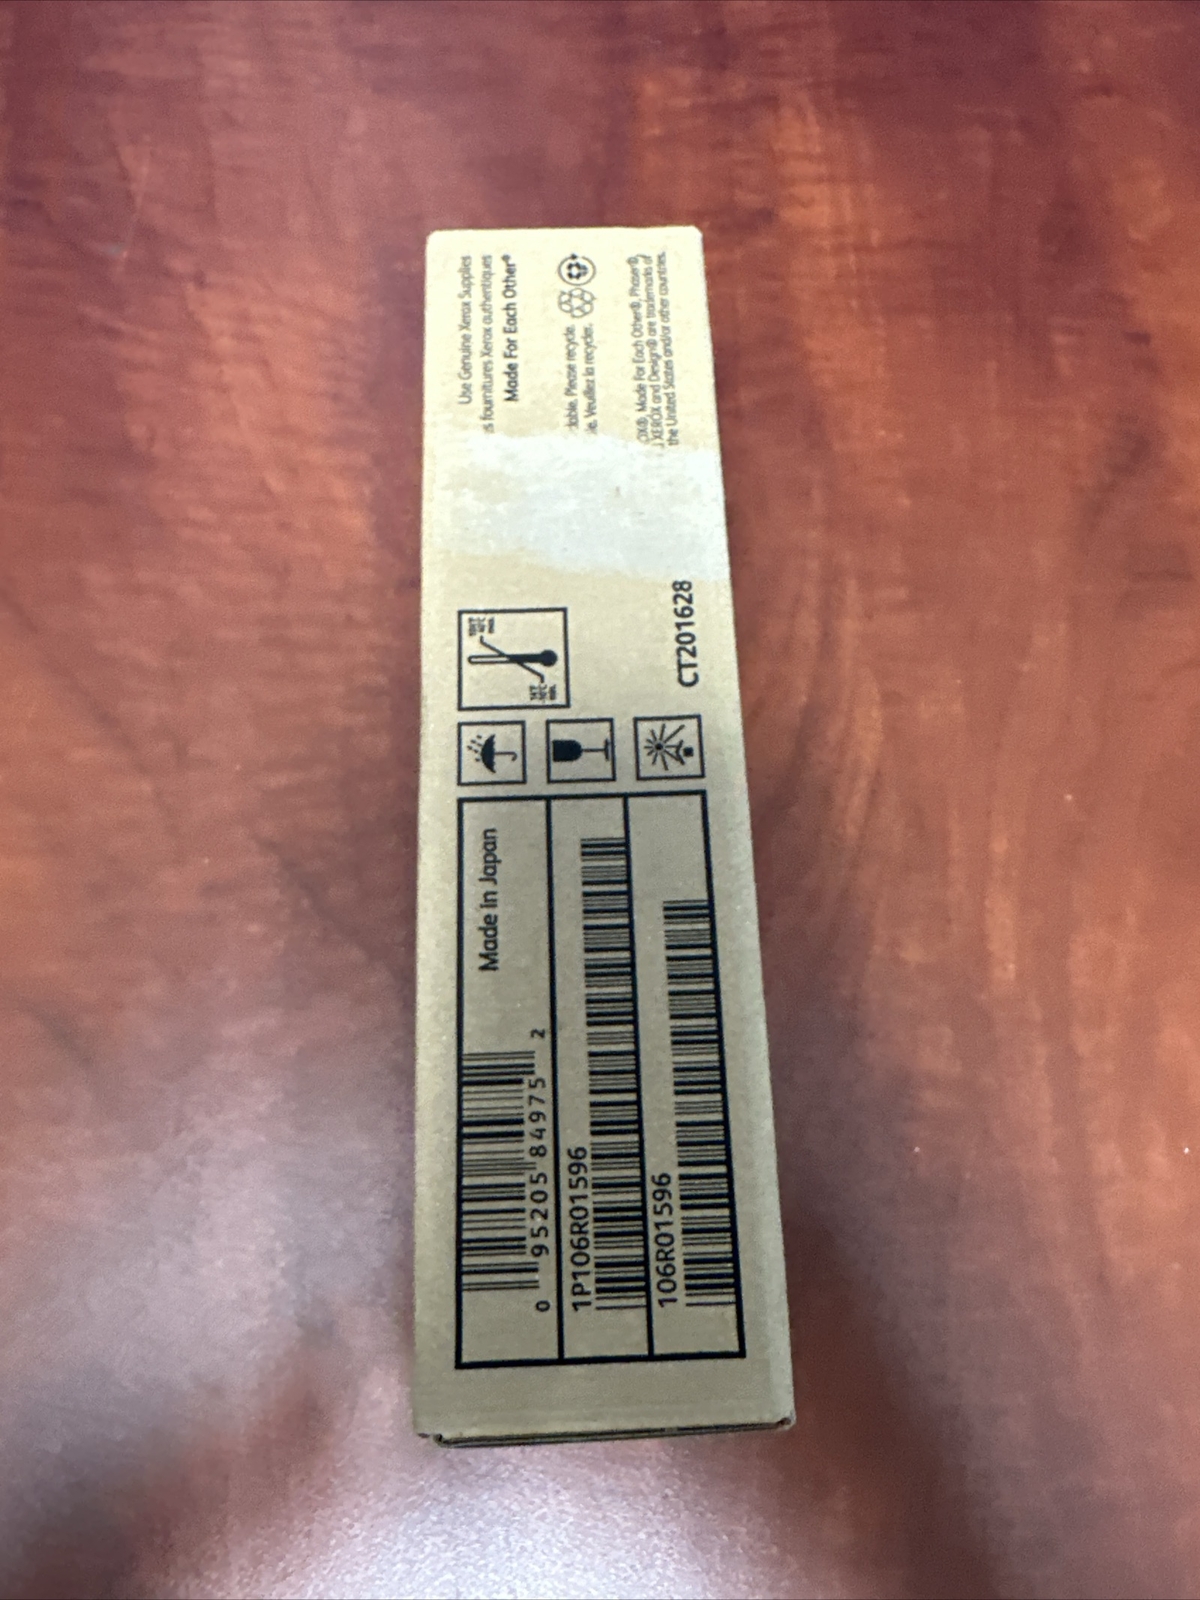 Use Genuine Xerox Supplies
fournitures Xerox authentiques
Made For Each Other®
Please recycle.
Veuillez la recycler.
Made For Each Other®, Phaser®,
XEROX and Design® are trademarks of
the United States and/or other countries.
CT201628
Made in Japan
0 95205 84975 2
1P106R01596
106R01596